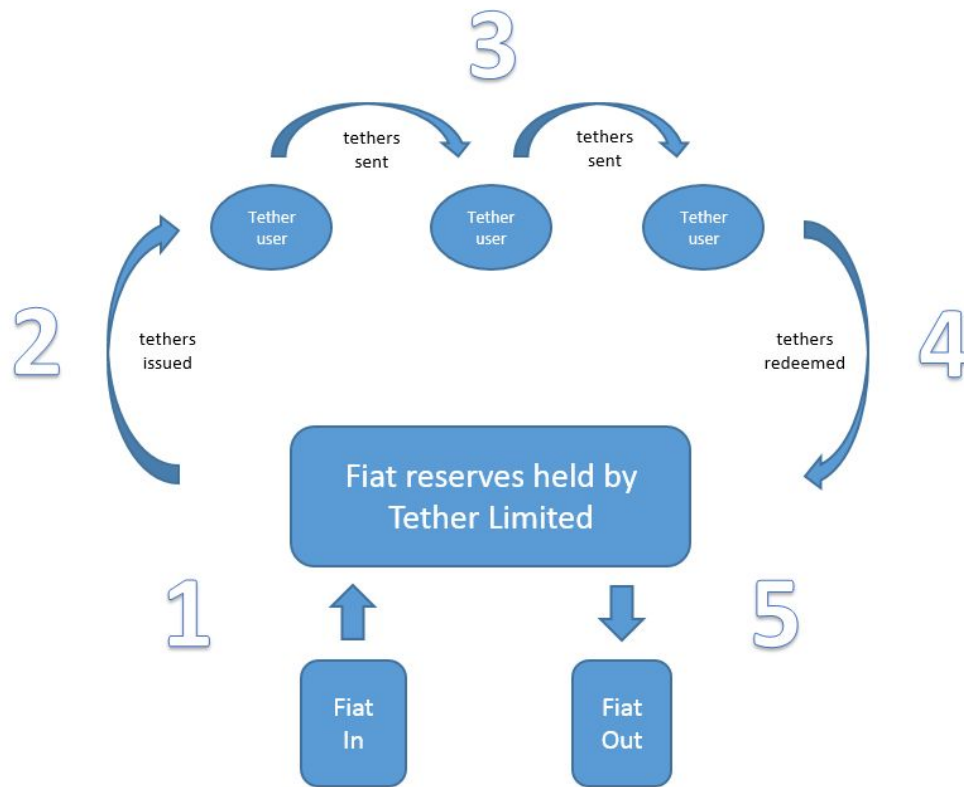 3
tethers
sent
tethers
sent
Tether
user
Tether
user
Tether
user
2
tethers
issued
tethers
redeemed
4
Fiat reserves held by
Tether Limited
1
5
Fiat
In
Fiat
Out